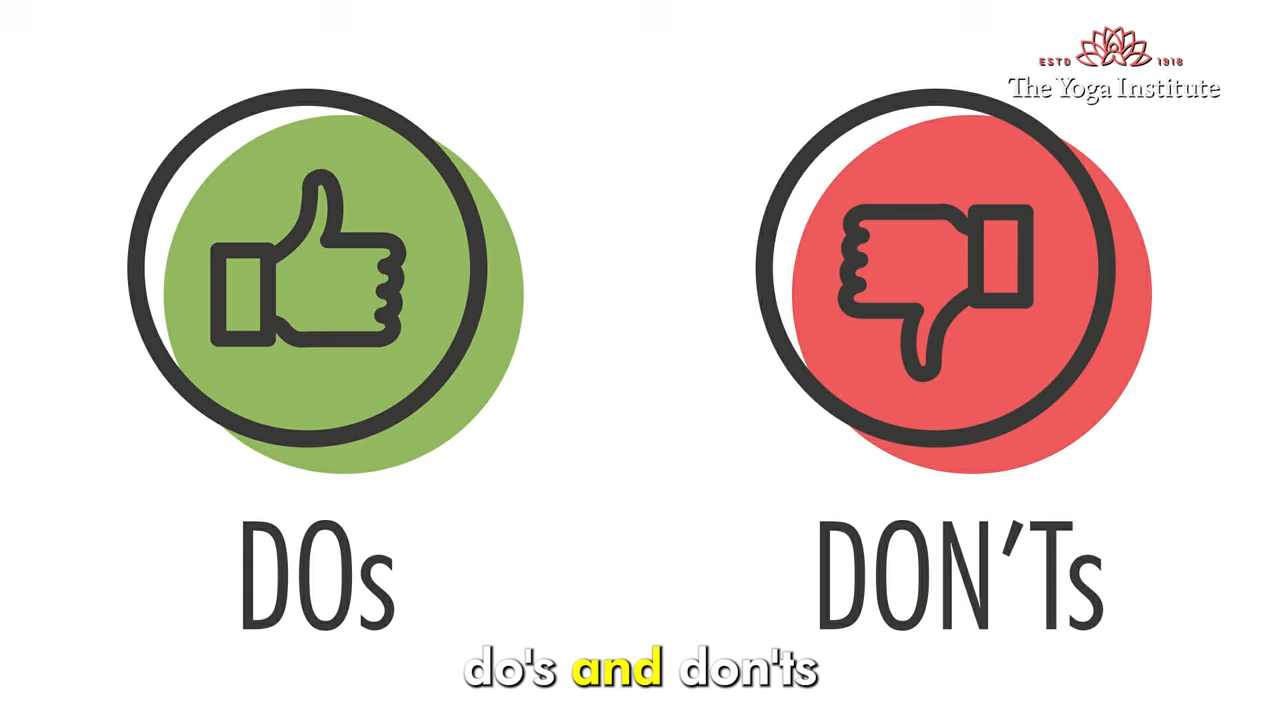 ESTD 1918
The Yoga Institute
DOs
DON'Ts
do's and don'ts